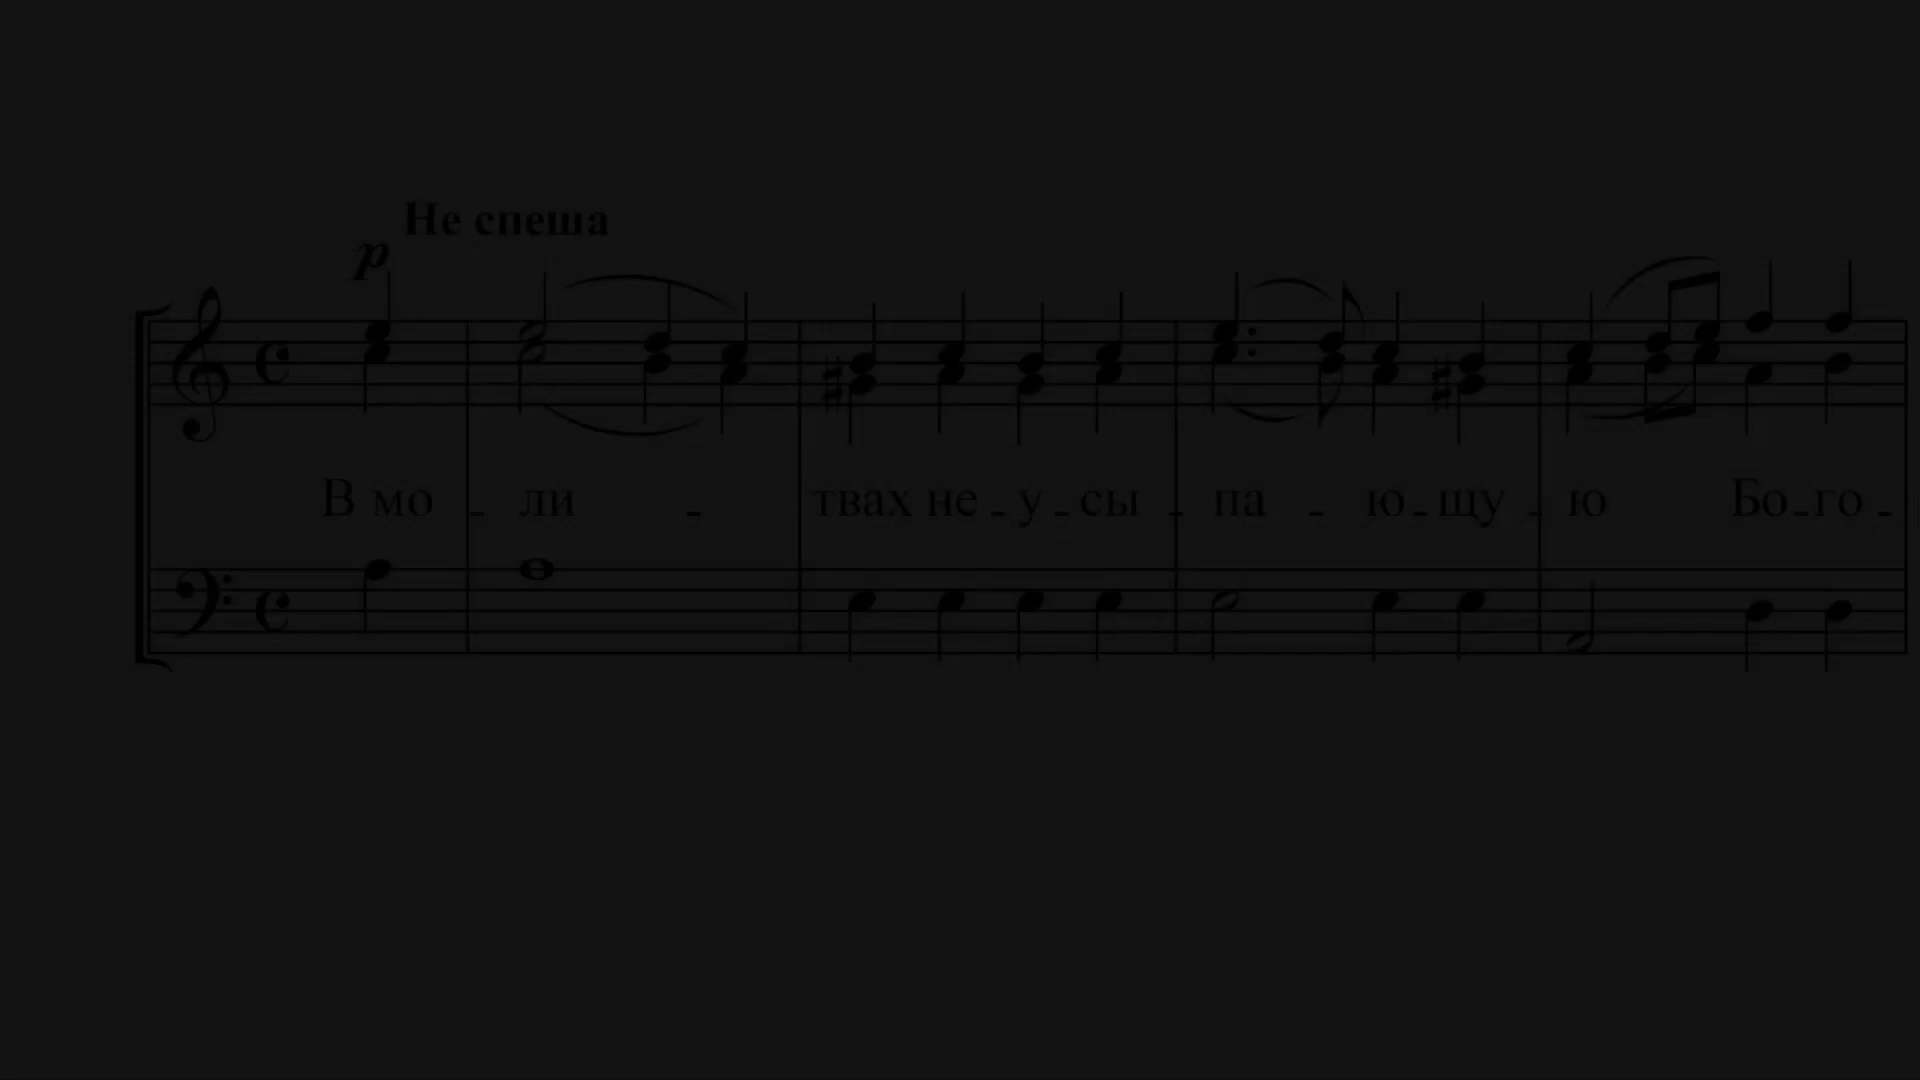 Не спеша
p
В мо - ли - твах не - у - сы - па - ю - щу - ю Бо - го -